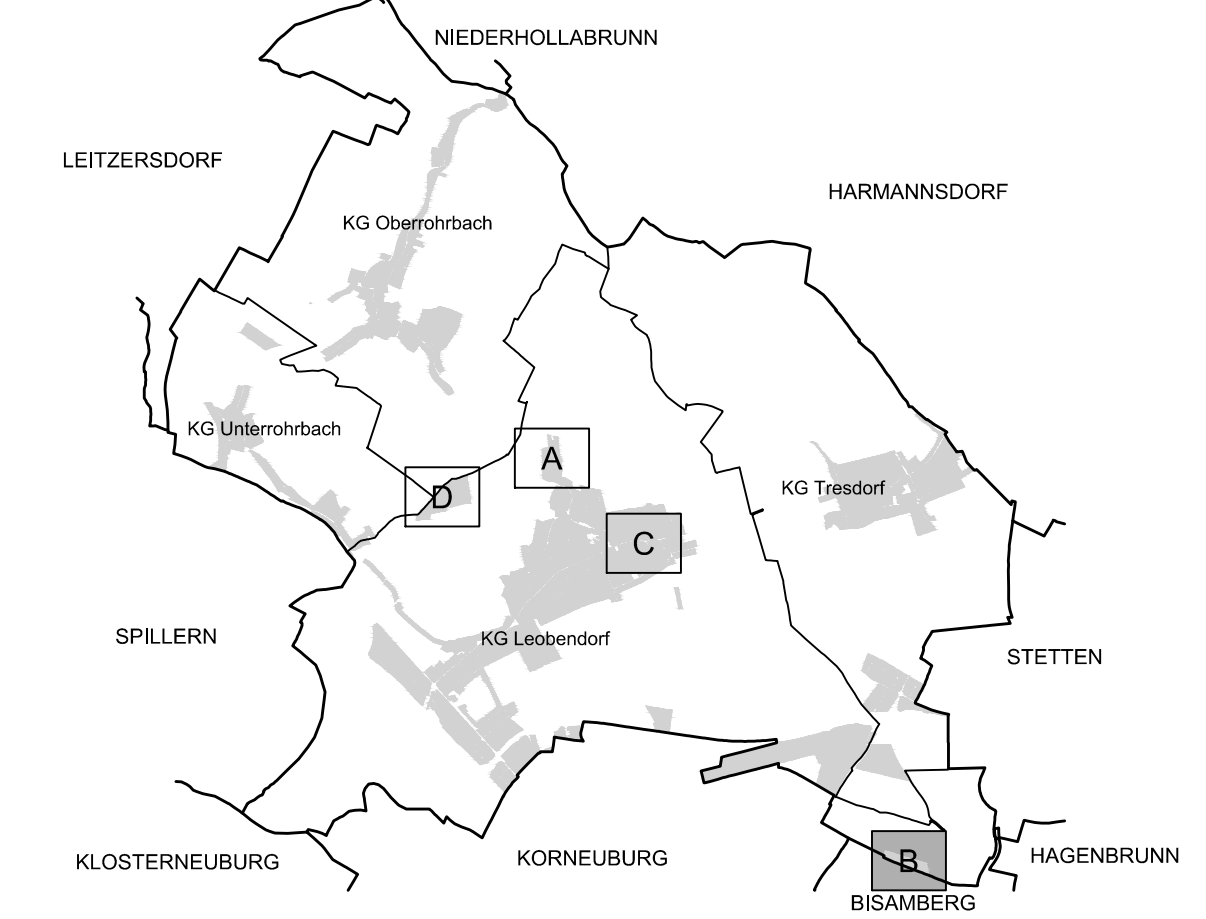 NIEDERHOLLABRUNN
LEITZERSDORF
HARMANNSDORF
KG Oberrohrbach
KG Unterrohrbach
A
KG Tresdorf
D
C
SPILLERN
KG Leobendorf
STETTEN
KLOSTERNEUBURG
KORNEUBURG
B
HAGENBRUNN
BISAMBERG